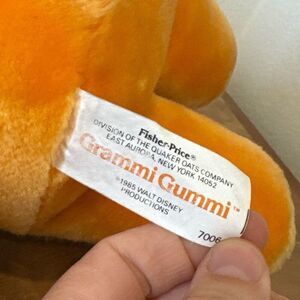 Fisher-Price®
DIVISION OF THE QUAKER OATS COMPANY
EAST AURORA, NEW YORK 14052
Grammi Gummi™
©1985 WALT DISNEY
PRODUCTIONS
7006